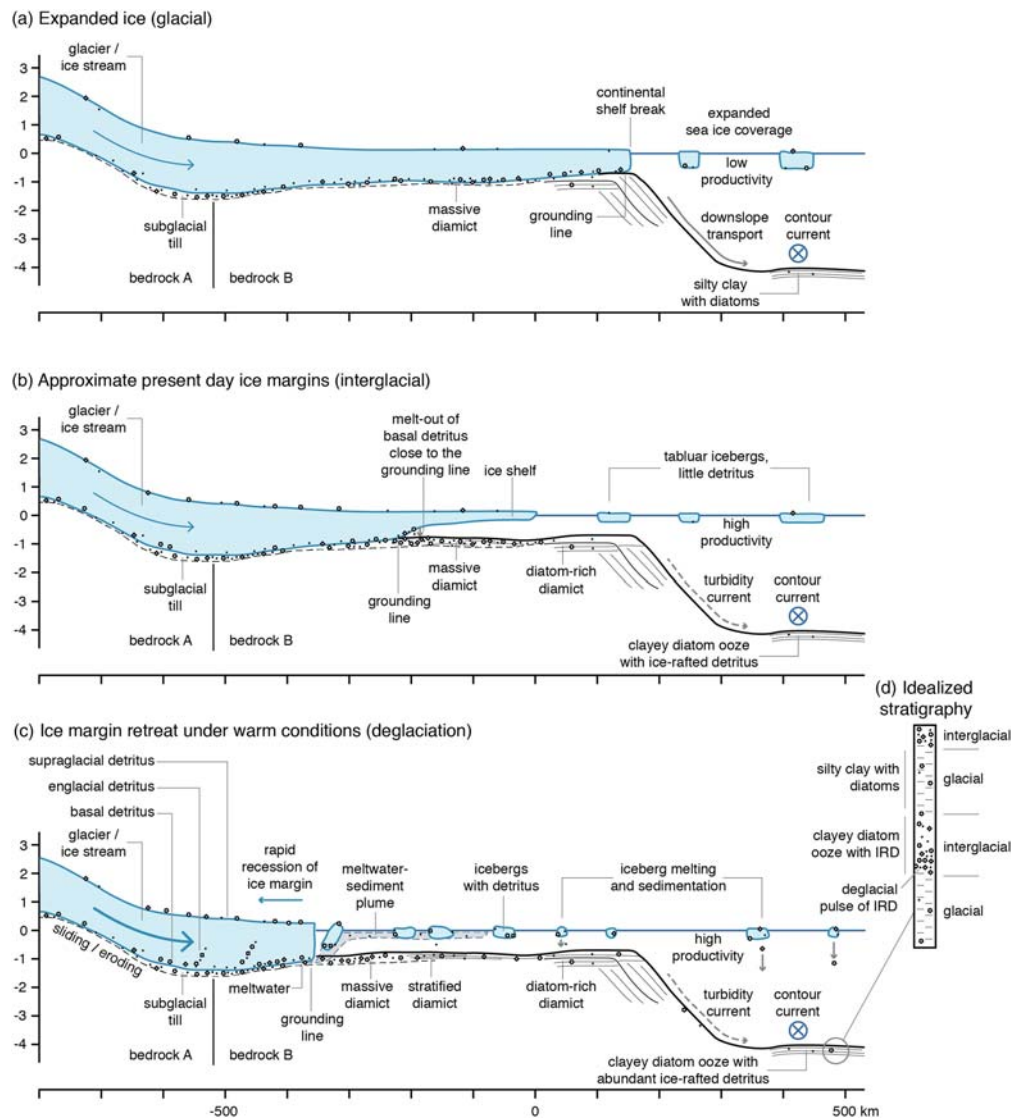 (a) Expanded ice (glacial)
glacier /
ice stream
continental
shelf break
expanded
sea ice coverage
3
2
1
0
-1
-2
-3
-4
low
productivity
massive
diamict
grounding
line
downslope
transport
contour
current
subglacial
till
bedrock A
bedrock B
silty clay
with diatoms
(b) Approximate present day ice margins (interglacial)
glacier /
ice stream
melt-out of
basal detritus
close to the
grounding line
ice shelf
tabluar icebergs,
little detritus
3
2
1
0
-1
-2
-3
-4
high
productivity
subglacial
till
massive
diamict
grounding
line
diatom-rich
diamict
turbidity
current
contour
current
bedrock A
bedrock B
clayey diatom ooze
with ice-rafted detritus
(c) Ice margin retreat under warm conditions (deglaciation)
supraglacial detritus
englacial detritus
basal detritus
glacier /
ice stream
rapid
recession of
ice margin
meltwater-
sediment
plume
icebergs
with detritus
iceberg melting
and sedimentation
3
2
1
0
-1
-2
-3
-4
sliding / eroding
high
productivity
subglacial
till
meltwater
grounding
line
massive
diamict
stratified
diamict
diatom-rich
diamict
turbidity
current
contour
current
bedrock A
bedrock B
clayey diatom ooze with
abundant ice-rafted detritus
-500
0
500 km
(d) Idealized
stratigraphy
interglacial
silty clay with
diatoms
glacial
clayey diatom
ooze with IRD
interglacial
deglacial
pulse of IRD
glacial